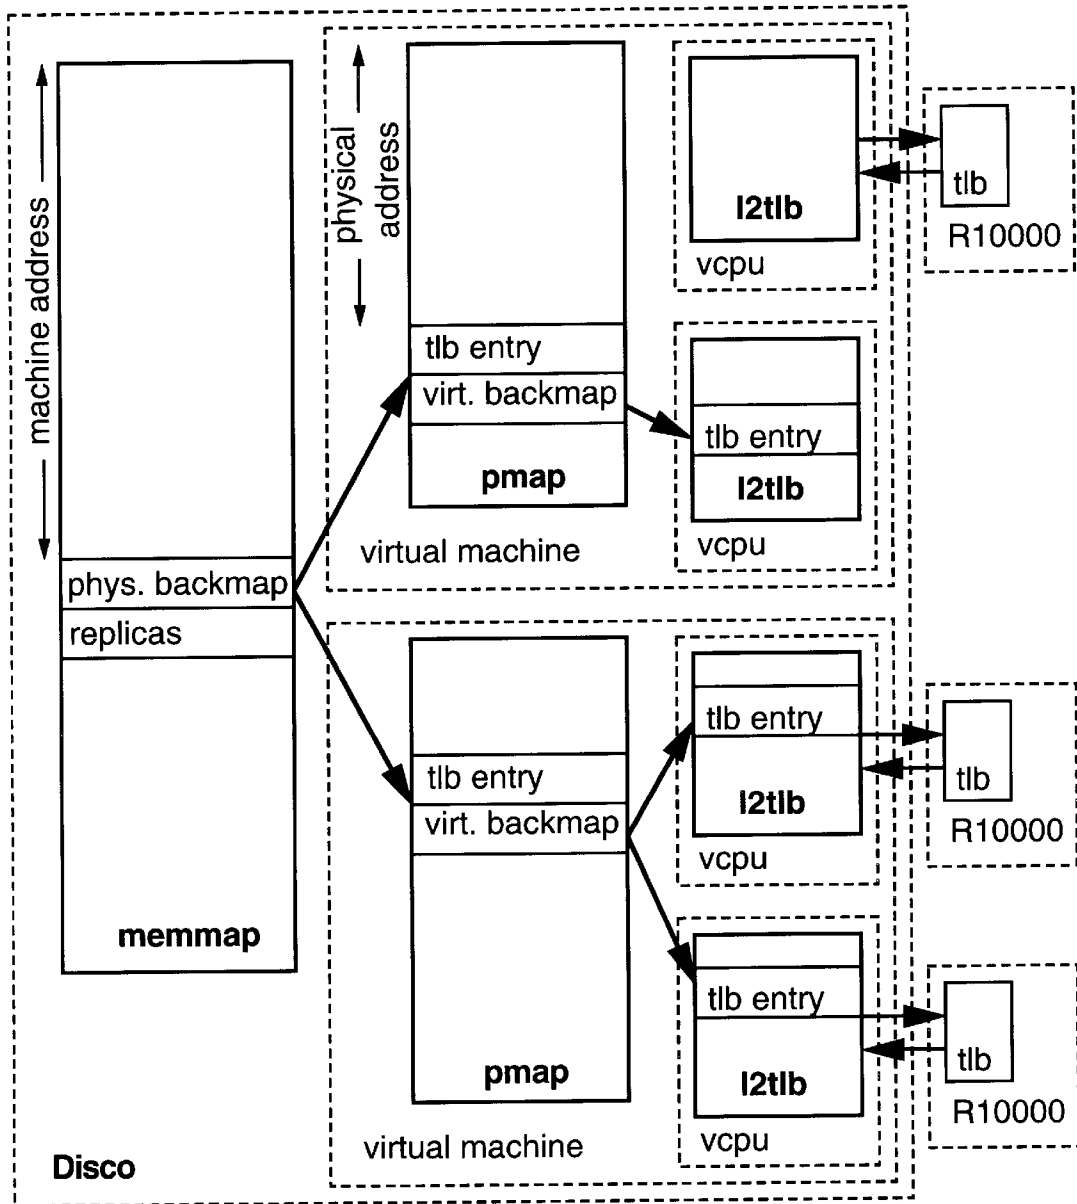 machine address
physical
address
l2tlb
vcpu
tlb
R10000
tlb entry
virt. backmap
pmap
tlb entry
l2tlb
vcpu
virtual machine
phys. backmap
replicas
memmap
tlb entry
virt. backmap
pmap
tlb entry
l2tlb
vcpu
tlb
R10000
tlb entry
l2tlb
vcpu
tlb
R10000
virtual machine
Disco